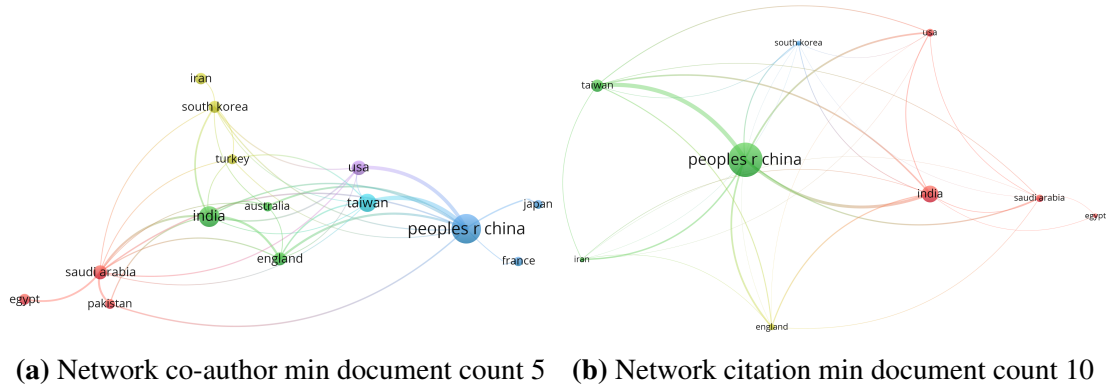 iran
south korea
turkey
usa
india
australia
taiwan
japan
peoples r china
england
france
saudi arabia
egypt
pakistan
usa
south korea
taiwan
peoples r china
india
saudi arabia
egypt
iran
england
(a) Network co-author min document count 5
(b) Network citation min document count 10